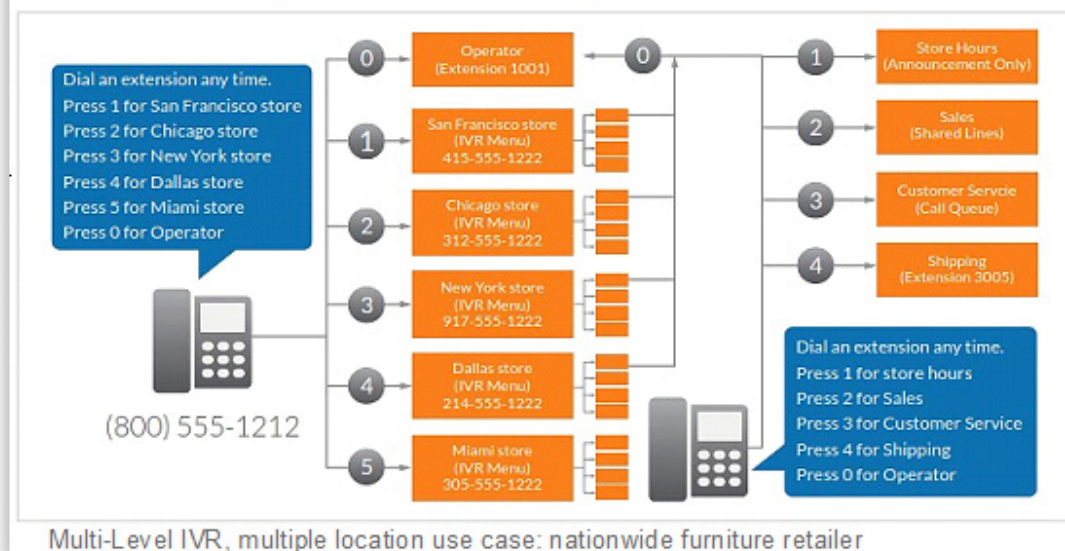 Dial an extension any time.
Press 1 for San Francisco store
Press 2 for Chicago store
Press 3 for New York store
Press 4 for Dallas store
Press 5 for Miami store
Press 0 for Operator
(800) 555-1212
0
Operator
(Extension 1001)
1
San Francisco store
(IVR Menu)
415-555-1222
2
Chicago store
(IVR Menu)
312-555-1222
3
New York store
(IVR Menu)
917-555-1222
4
Dallas store
(IVR Menu)
214-555-1222
5
Miami store
(IVR Menu)
305-555-1222
0
1
Store Hours
(Announcement Only)
2
Sales
(Shared Lines)
3
Customer Servcie
(Call Queue)
4
Shipping
(Extension 3005)
Dial an extension any time.
Press 1 for store hours
Press 2 for Sales
Press 3 for Customer Service
Press 4 for Shipping
Press 0 for Operator
Multi-Level IVR, multiple location use case: nationwide furniture retailer